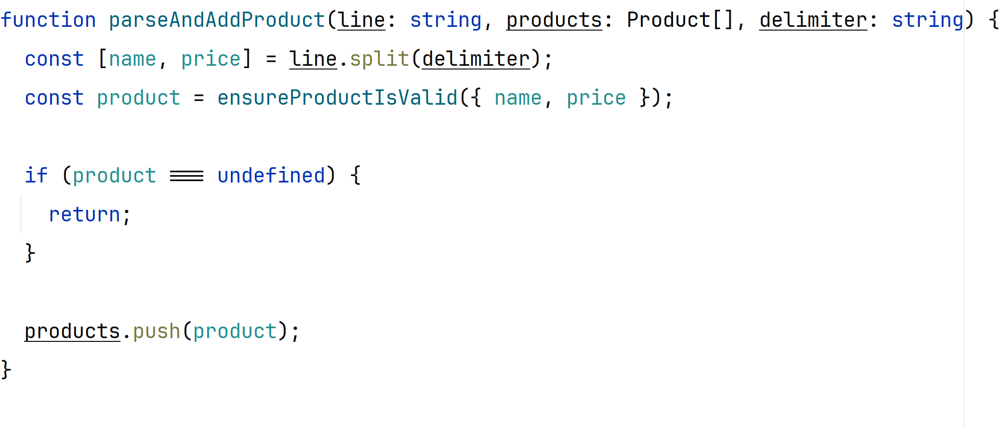 function parseAndAddProduct(line: string, products: Product[], delimiter: string) {
  const [name, price] = line.split(delimiter);
  const product = ensureProductIsValid({ name, price });

  if (product === undefined) {
    return;
  }

  products.push(product);
}